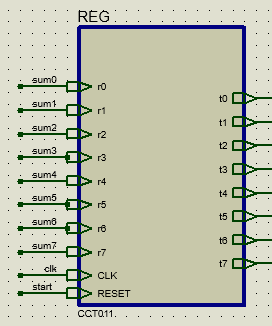 REG
sum0 r0 t0
sum1 r1 t1
sum2 r2 t2
sum3 r3 t3
sum4 r4 t4
sum5 r5 t5
sum6 r6 t6
sum7 r7 t7
clk CLK
start RESET
CCT011